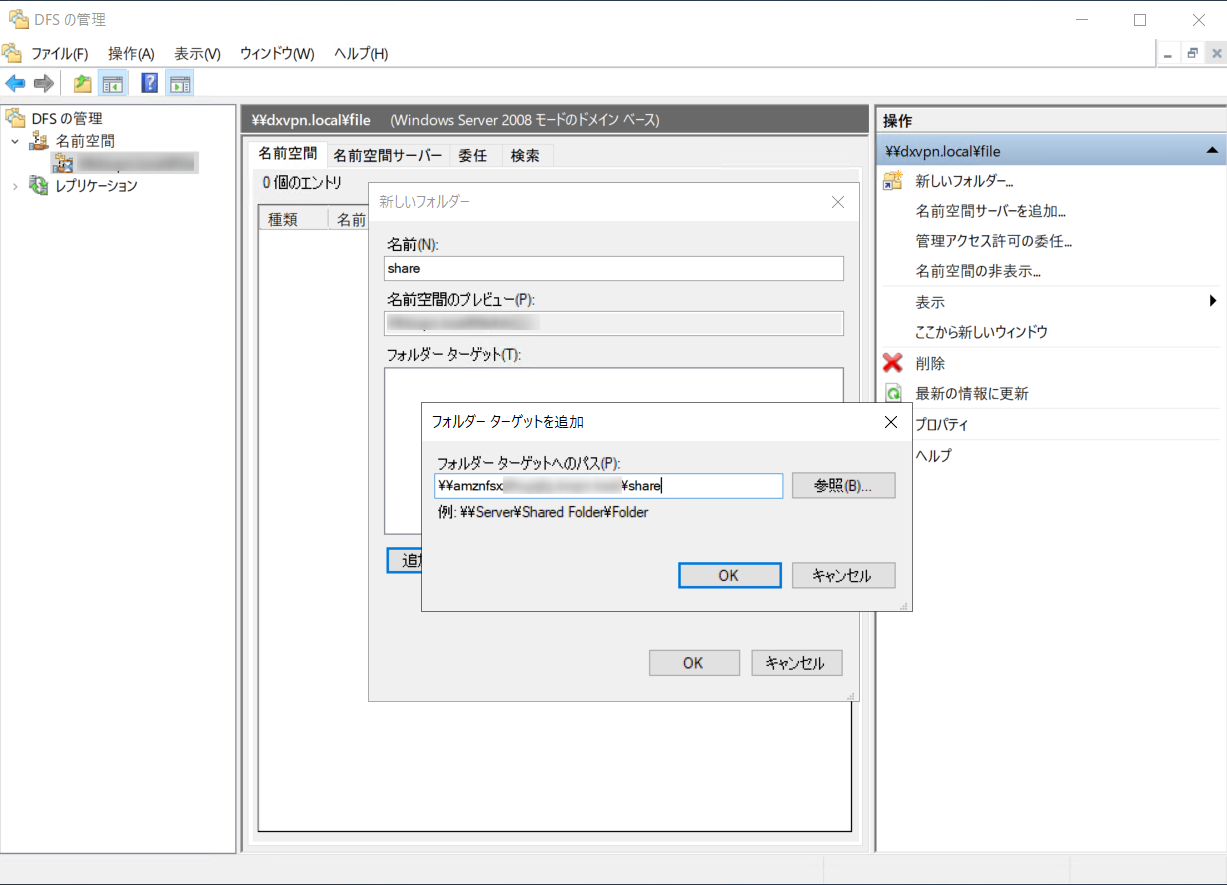 DFS の管理
ファイル(F) 操作(A) 表示(V) ウィンドウ(W) ヘルプ(H)
DFS の管理
名前空間
レプリケーション
¥¥dxvpn.local¥file (Windows Server 2008 モードのドメイン ベース)
名前空間 名前空間サーバー 委任 検索
0 個のエントリ
種類 名前
新しいフォルダー
名前(N):
share
名前空間のプレビュー(P):
フォルダー ターゲット(T):
追加
フォルダー ターゲットを追加
フォルダー ターゲットへのパス(P):
¥¥amznfsx ¥share
参照(B)...
例: ¥¥Server¥Shared Folder¥Folder
OK キャンセル
OK キャンセル
操作
¥¥dxvpn.local¥file
新しいフォルダー...
名前空間サーバーを追加...
管理アクセス許可の委任...
名前空間の非表示...
表示
ここから新しいウィンドウ
削除
最新の情報に更新
プロパティ
ヘルプ